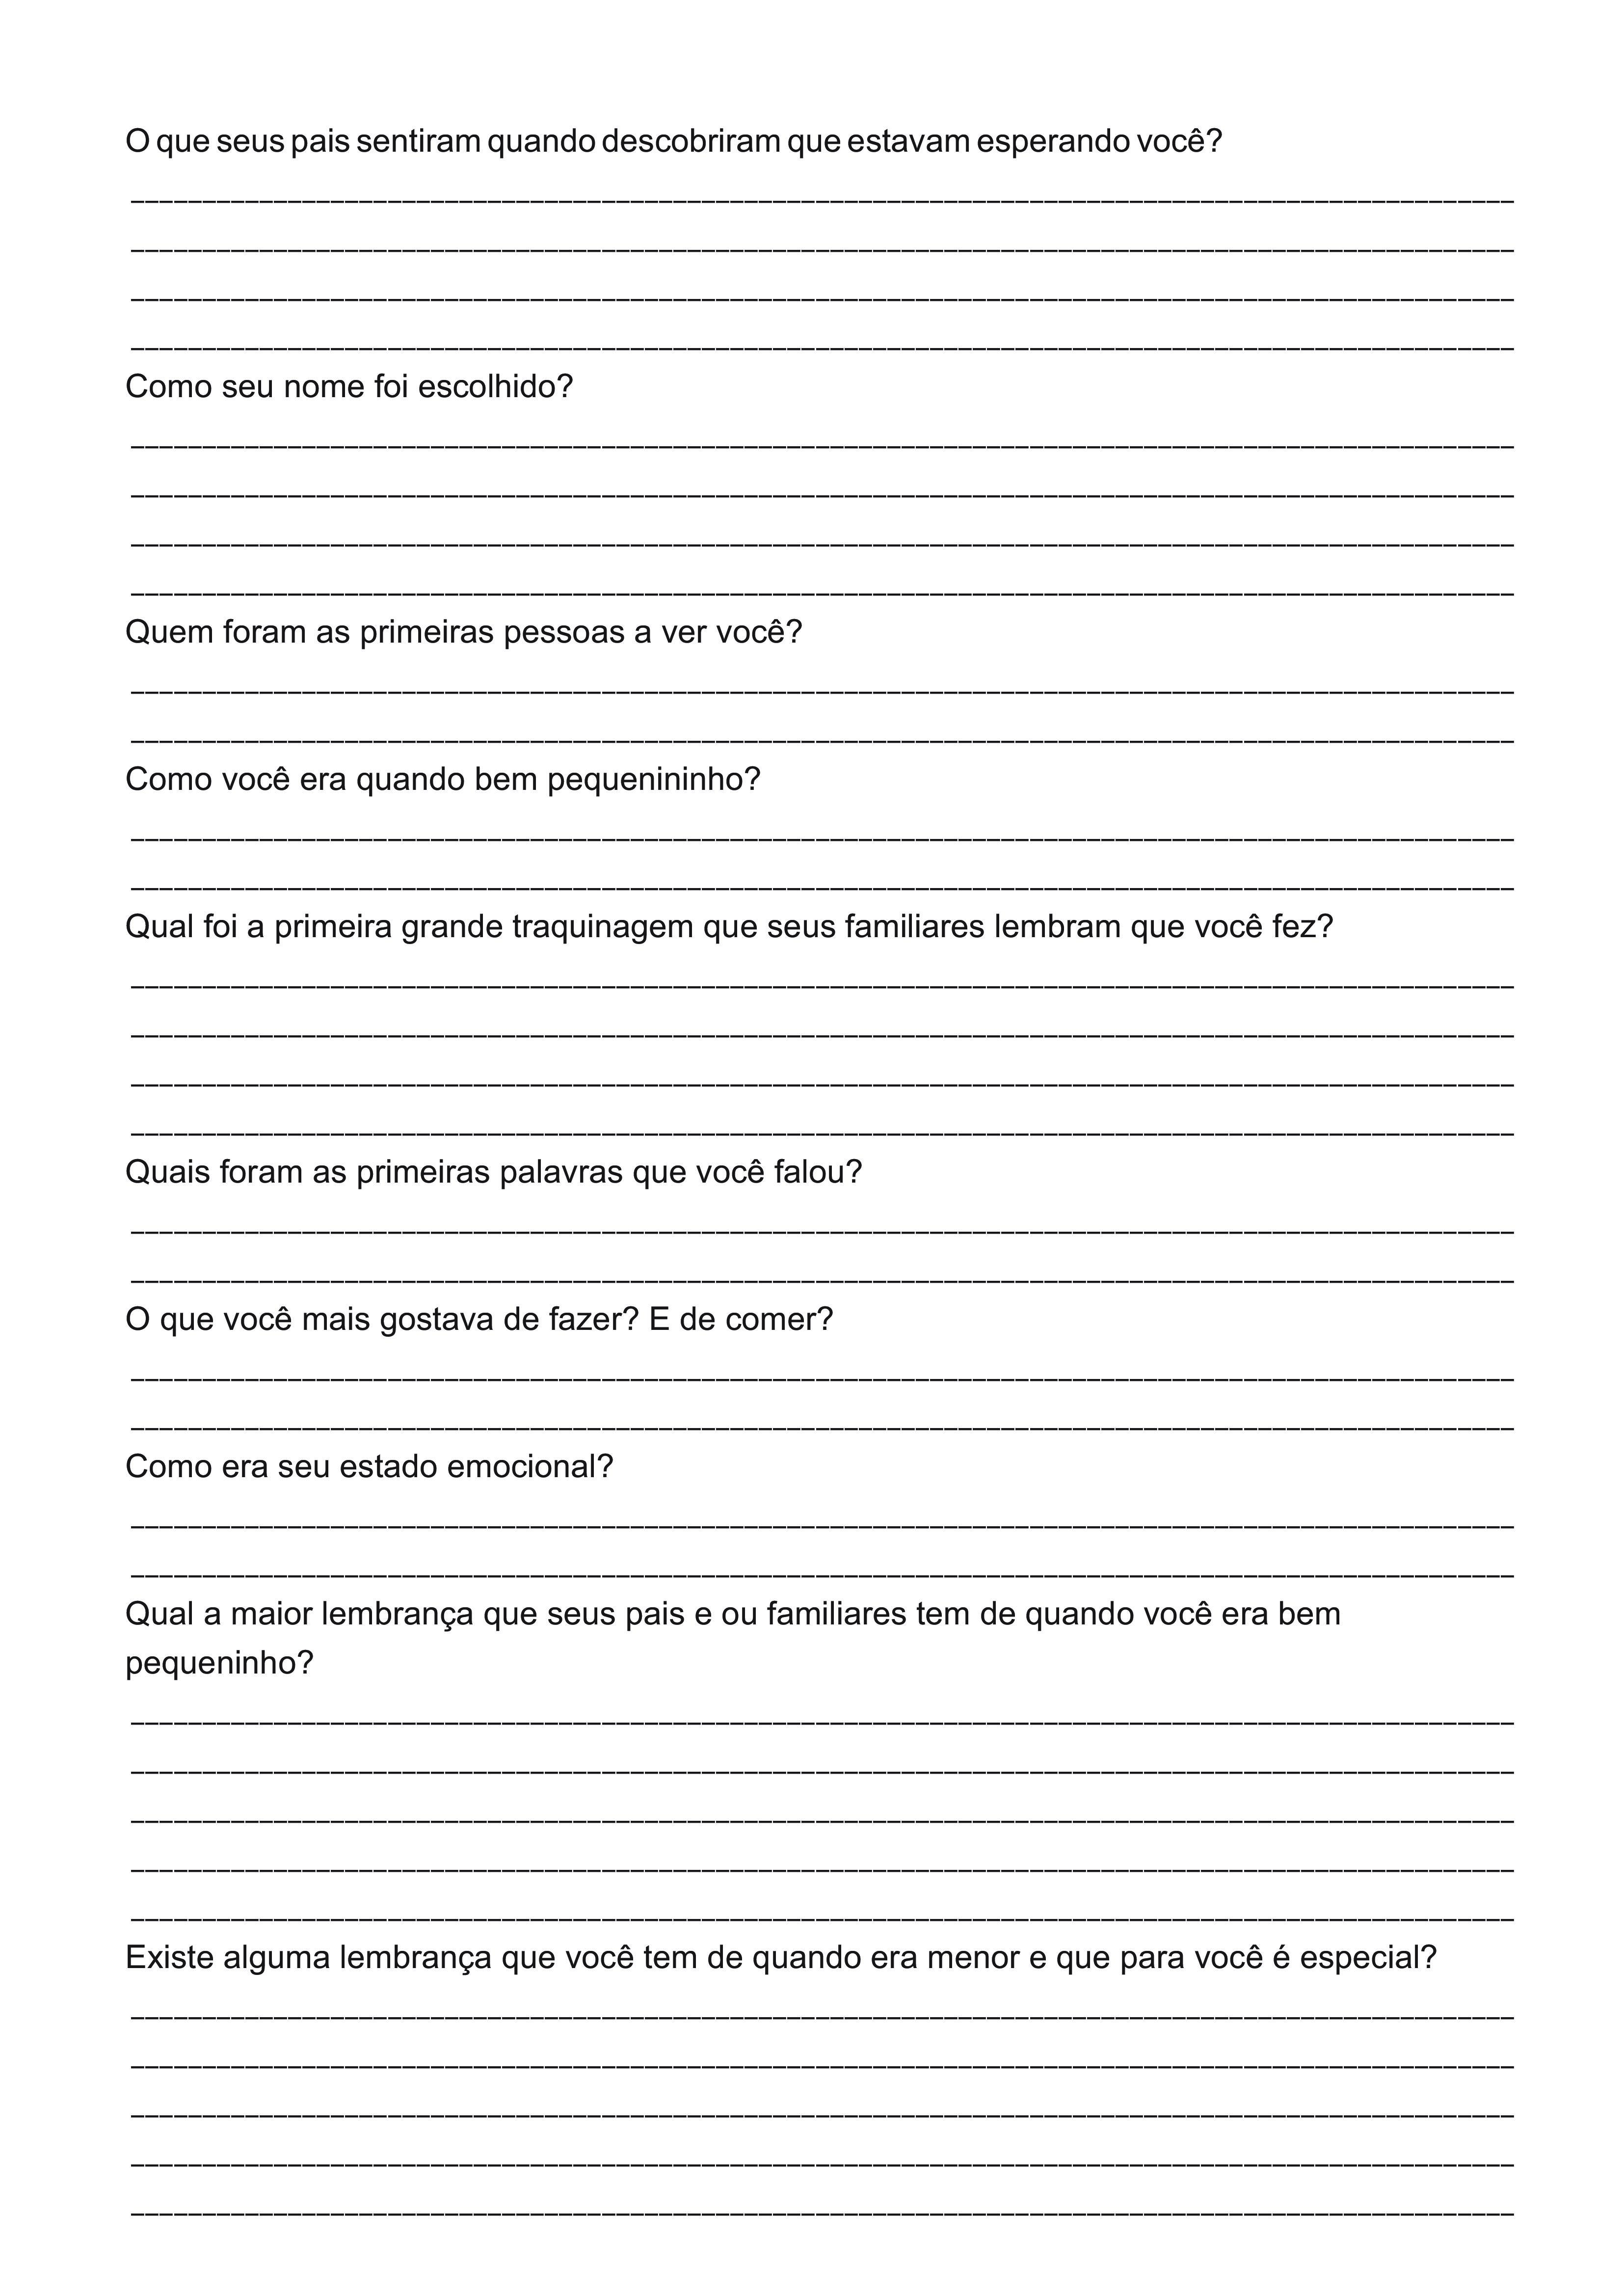 O que seus pais sentiram quando descobriram que estavam esperando você?
Como seu nome foi escolhido?
Quem foram as primeiras pessoas a ver você?
Como você era quando bem pequenininho?
Qual foi a primeira grande traquinagem que seus familiares lembram que você fez?
Quais foram as primeiras palavras que você falou?
O que você mais gostava de fazer? E de comer?
Como era seu estado emocional?
Qual a maior lembrança que seus pais e ou familiares tem de quando você era bem
pequeninho?
Existe alguma lembrança que você tem de quando era menor e que para você é especial?